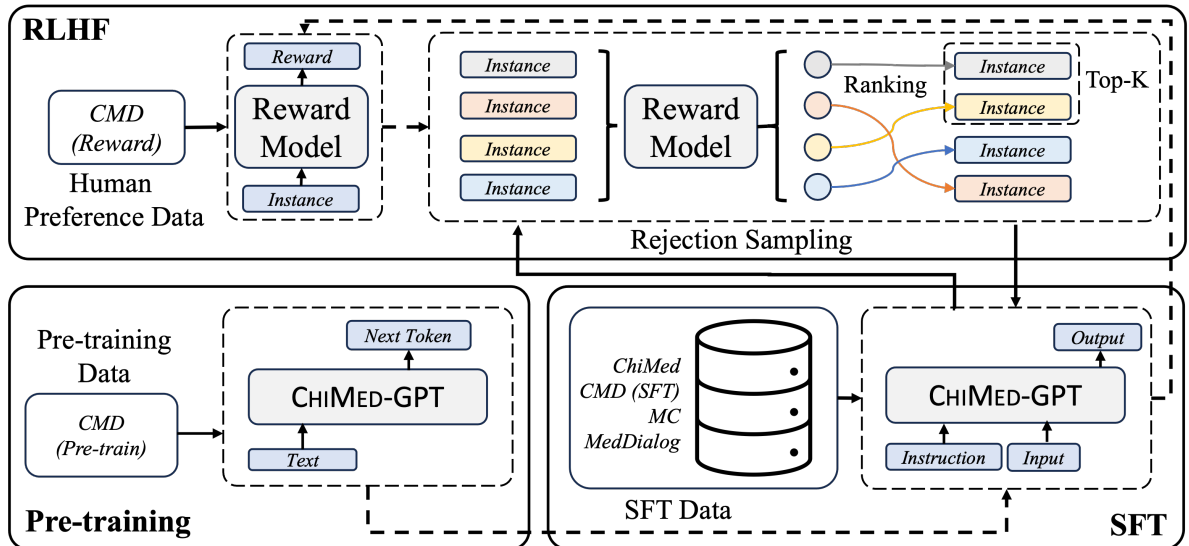 RLHF
CMD
(Reward)
Human
Preference Data
Reward
Reward
Model
Instance
Instance
Instance
Instance
Instance
Reward
Model
Ranking
Instance
Instance
Instance
Instance
Top-K
Rejection Sampling
Pre-training
Data
CMD
(Pre-train)
Next Token
CHIMED-GPT
Text
Pre-training
ChiMed
CMD (SFT)
MC
MedDialog
SFT Data
Output
CHIMED-GPT
Instruction
Input
SFT